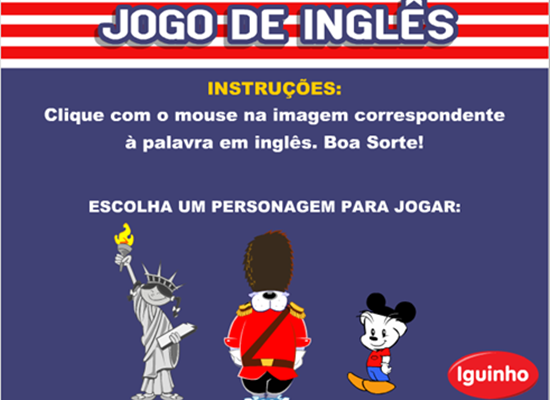 JOGO DE INGLÊS
INSTRUÇÕES:
Clique com o mouse na imagem correspondente
à palavra em inglês. Boa Sorte!
ESCOLHA UM PERSONAGEM PARA JOGAR:
Iguinho